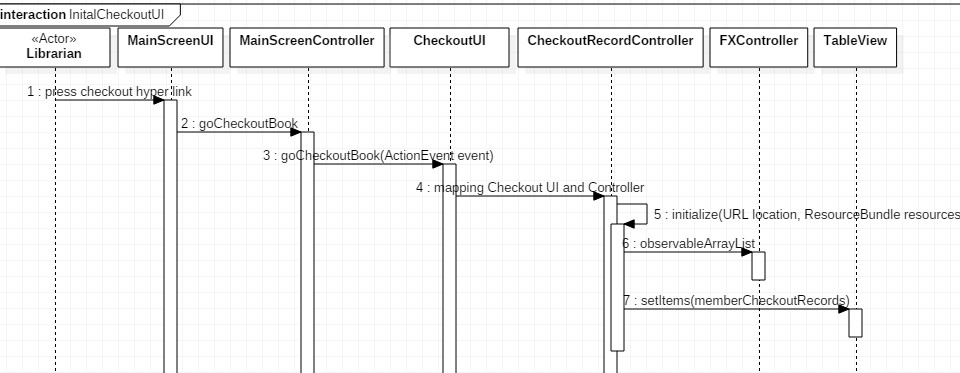 interaction InitalCheckoutUI
«Actor»
Librarian
MainScreenUI
MainScreenController
CheckoutUI
CheckoutRecordController
FXController
TableView
1 : press checkout hyper link
2 : goCheckoutBook
3 : goCheckoutBook(ActionEvent event)
4 : mapping Checkout UI and Controller
5 : initialize(URL location, ResourceBundle resources
6 : observableArrayList
7 : setItems(memberCheckoutRecords)